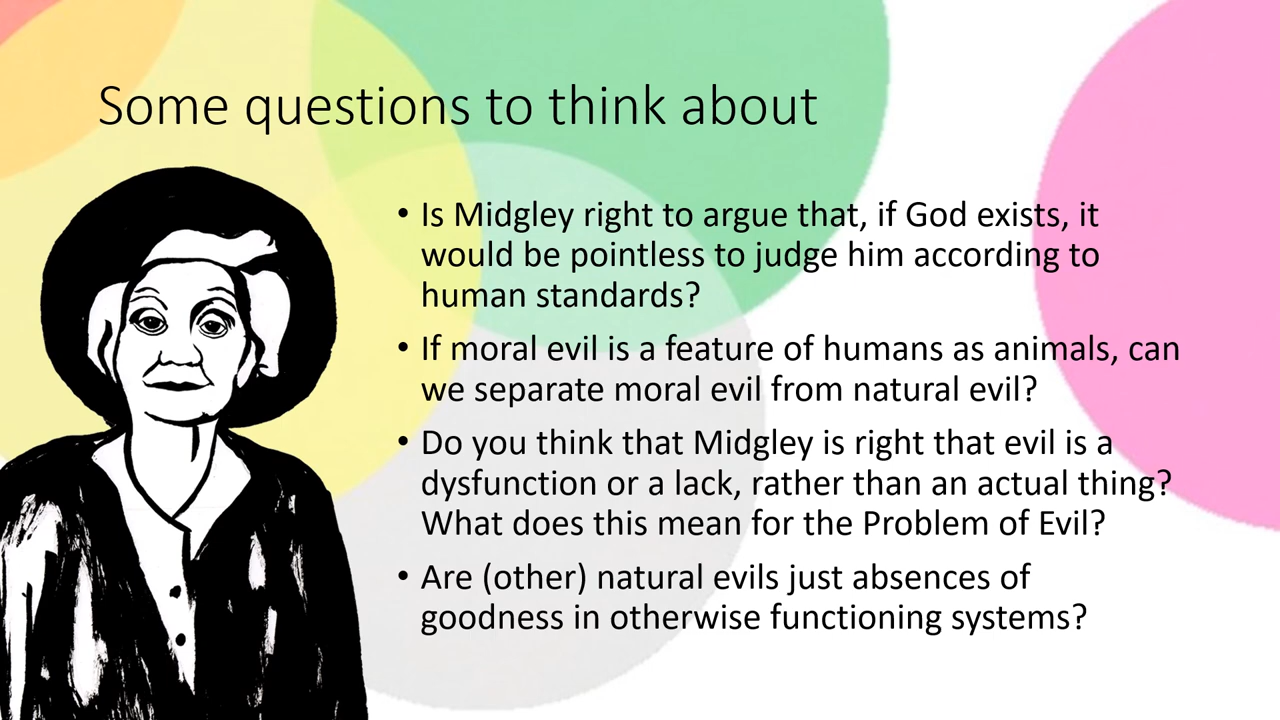 Some questions to think about
• Is Midgley right to argue that, if God exists, it
would be pointless to judge him according to
human standards?
• If moral evil is a feature of humans as animals, can
we separate moral evil from natural evil?
• Do you think that Midgley is right that evil is a
dysfunction or a lack, rather than an actual thing?
What does this mean for the Problem of Evil?
• Are (other) natural evils just absences of
goodness in otherwise functioning systems?